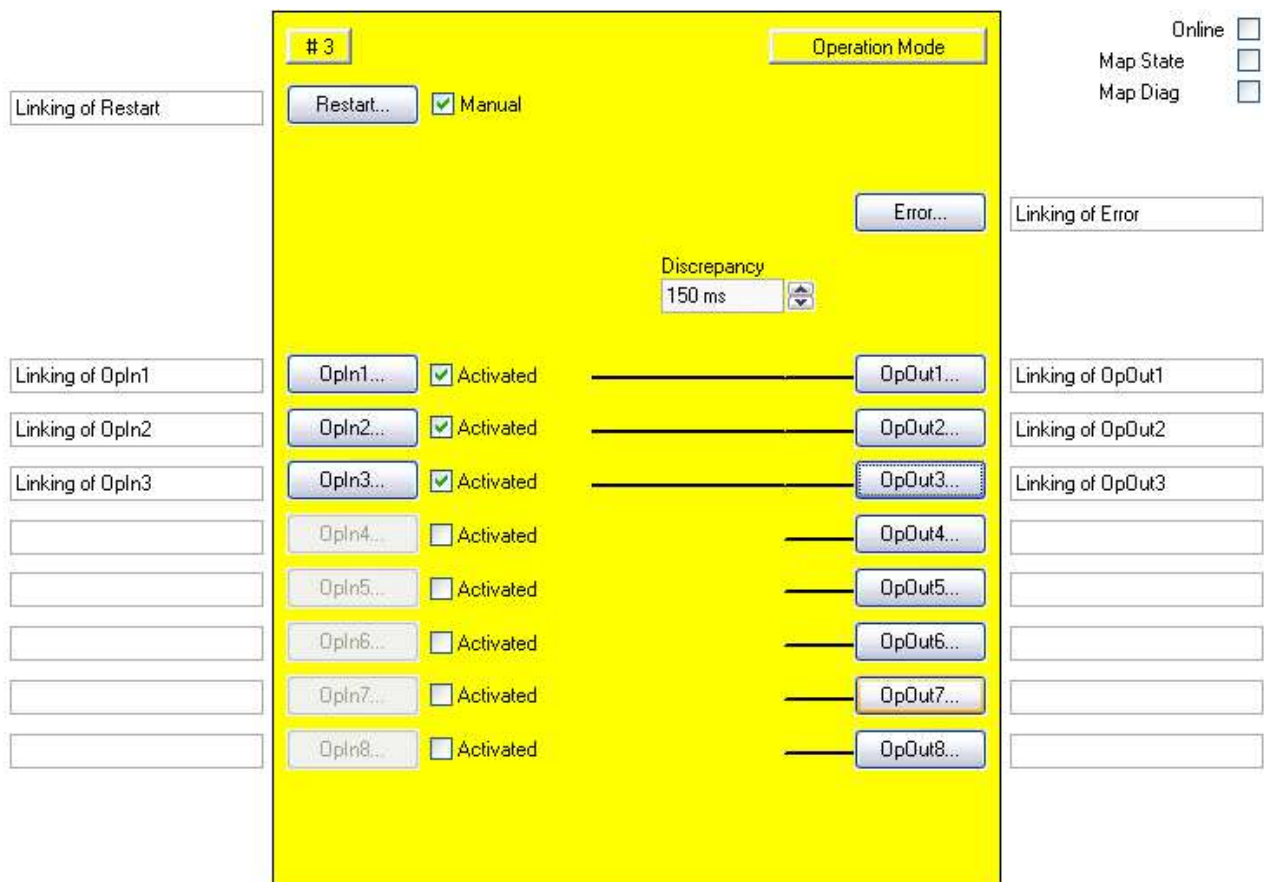 # 3
Operation Mode
Online
Map State
Map Diag
Linking of Restart
Restart...
Manual
Error...
Linking of Error
Discrepancy
150 ms
Linking of OpIn1
OpIn1...
Activated
OpOut1...
Linking of OpOut1
Linking of OpIn2
OpIn2...
Activated
OpOut2...
Linking of OpOut2
Linking of OpIn3
OpIn3...
Activated
OpOut3...
Linking of OpOut3
OpIn4...
Activated
OpOut4...
OpIn5...
Activated
OpOut5...
OpIn6...
Activated
OpOut6...
OpIn7...
Activated
OpOut7...
OpIn8...
Activated
OpOut8...